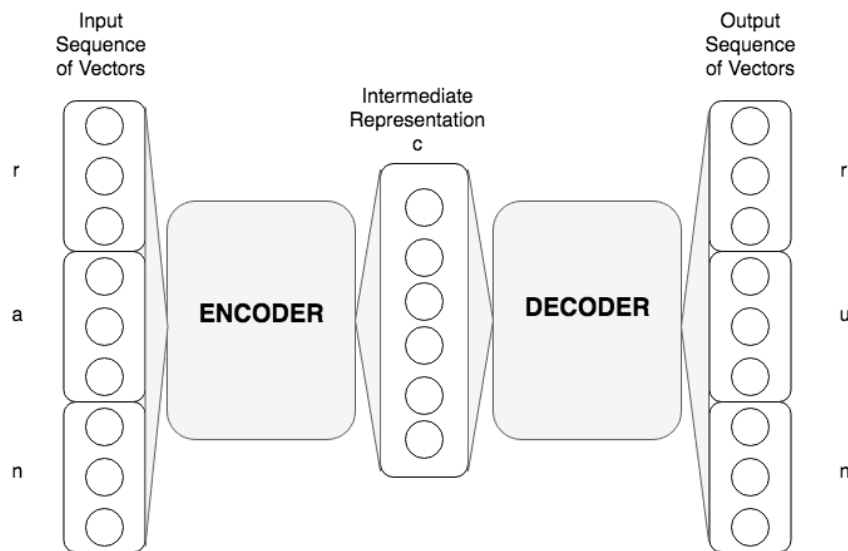 Input
Sequence
of Vectors
Output
Sequence
of Vectors
Intermediate
Representation
c
r
a
n
ENCODER
DECODER
r
u
n